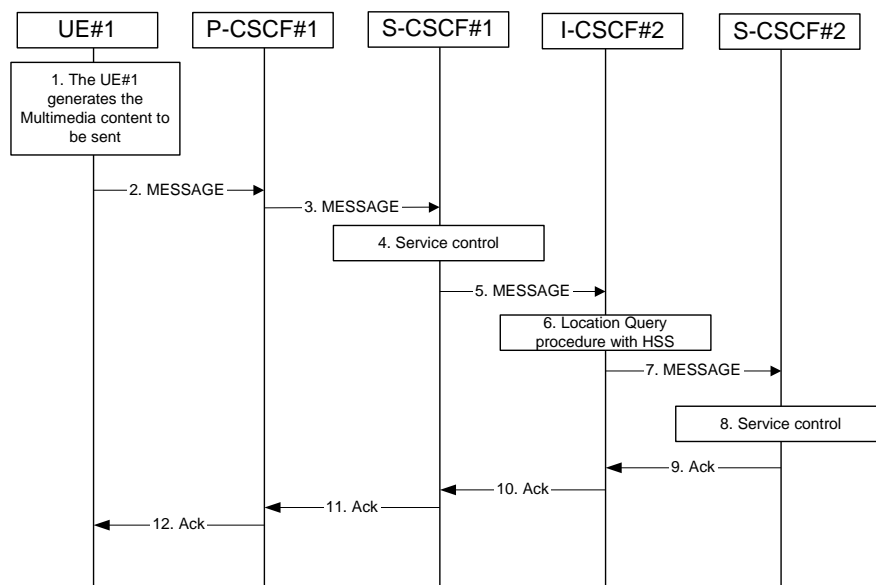 UE#1
P-CSCF#1
S-CSCF#1
I-CSCF#2
S-CSCF#2
1. The UE#1
generates the
Multimedia content to
be sent
2. MESSAGE
3. MESSAGE
4. Service control
5. MESSAGE
6. Location Query
procedure with HSS
7. MESSAGE
8. Service control
9. Ack
10. Ack
11. Ack
12. Ack